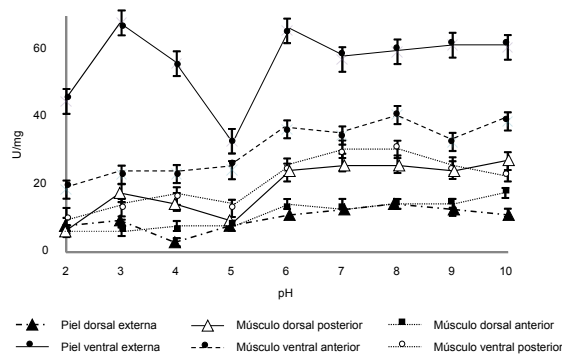 60
40
20
0
U/mg
2 3 4 5 6 7 8 9 10
pH
Piel dorsal externa Músculo dorsal posterior Músculo dorsal anterior
Piel ventral externa Músculo ventral anterior Músculo ventral posterior